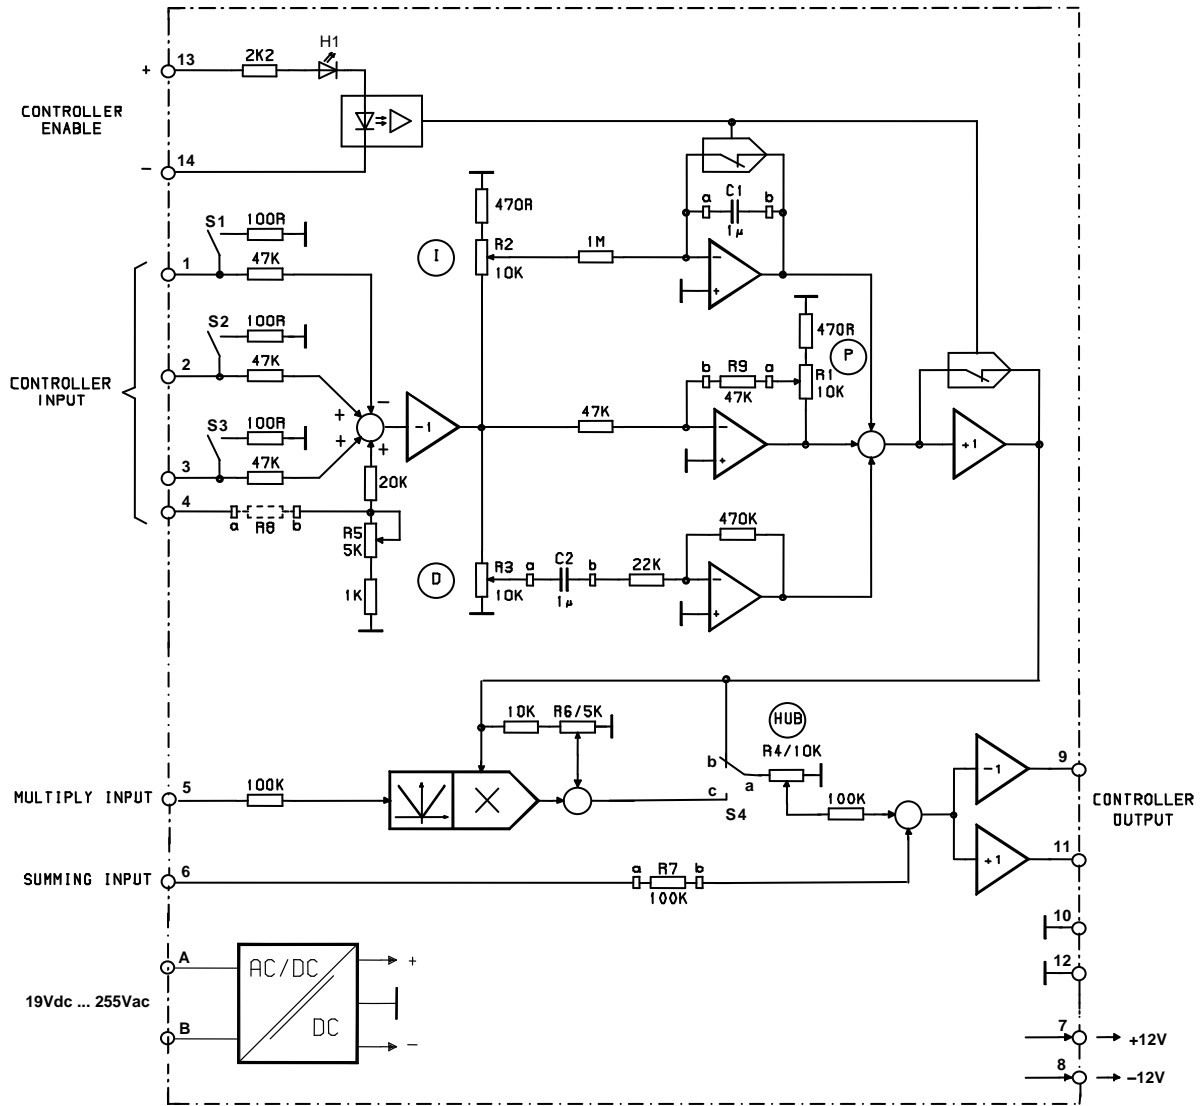 H1
13
2K2
+
CONTROLLER
ENABLE
14
–
S1
100R
1
47K
S2
100R
2
47K
S3
100R
3
47K
4
a
R8
b
CONTROLLER
INPUT
–
+
+
+
20K
R5
5K
1K
-1
470R
I
R2
10K
1M
a
C1
b
1µ
–
+
470R
P
b
R9
a
R1
47K
10K
47K
–
+
+1
470K
D
R3
10K
a
C2
b
1µ
22K
–
+
10K
R6/5K
HUB
R4/10K
b
a
c
S4
MULTIPLY INPUT
5
100K
X
100K
-1
9
CONTROLLER
OUTPUT
+1
11
SUMMING INPUT
6
a
R7
b
100K
10
12
A
AC/DC
+
19Vdc ... 255Vac
B
DC
–
7
+12V
8
–12V